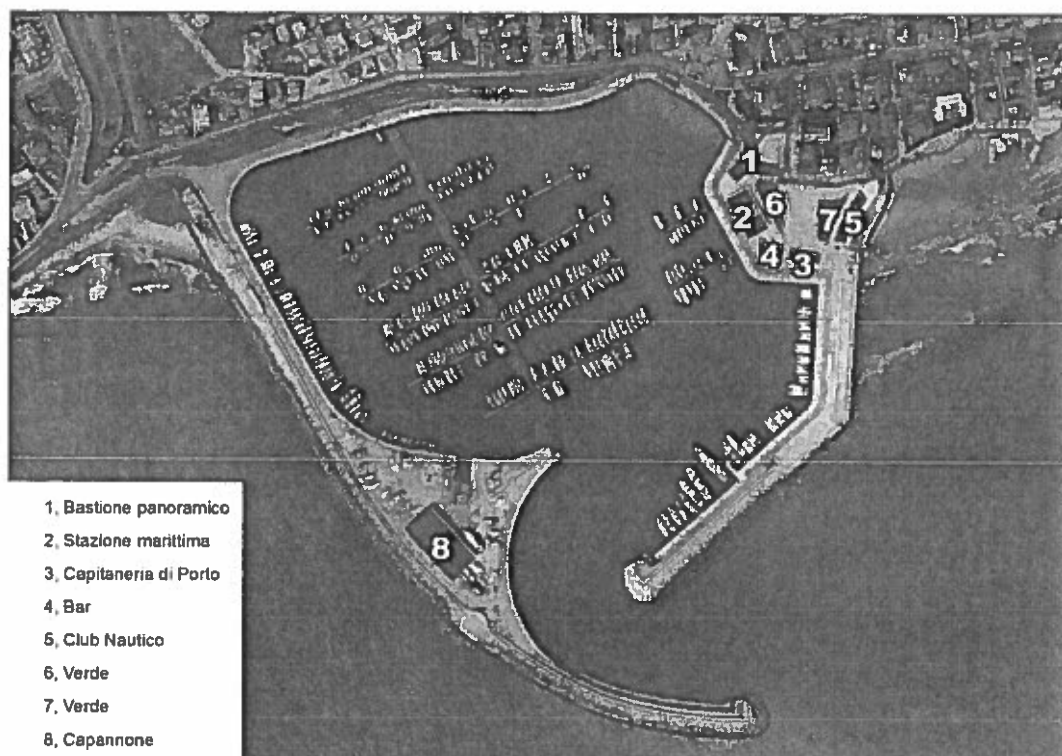 1
2
3
4
5
6
7
8
1, Bastione panoramico
2, Stazione marittima
3, Capitaneria di Porto
4, Bar
5, Club Nautico
6, Verde
7, Verde
8, Capannone